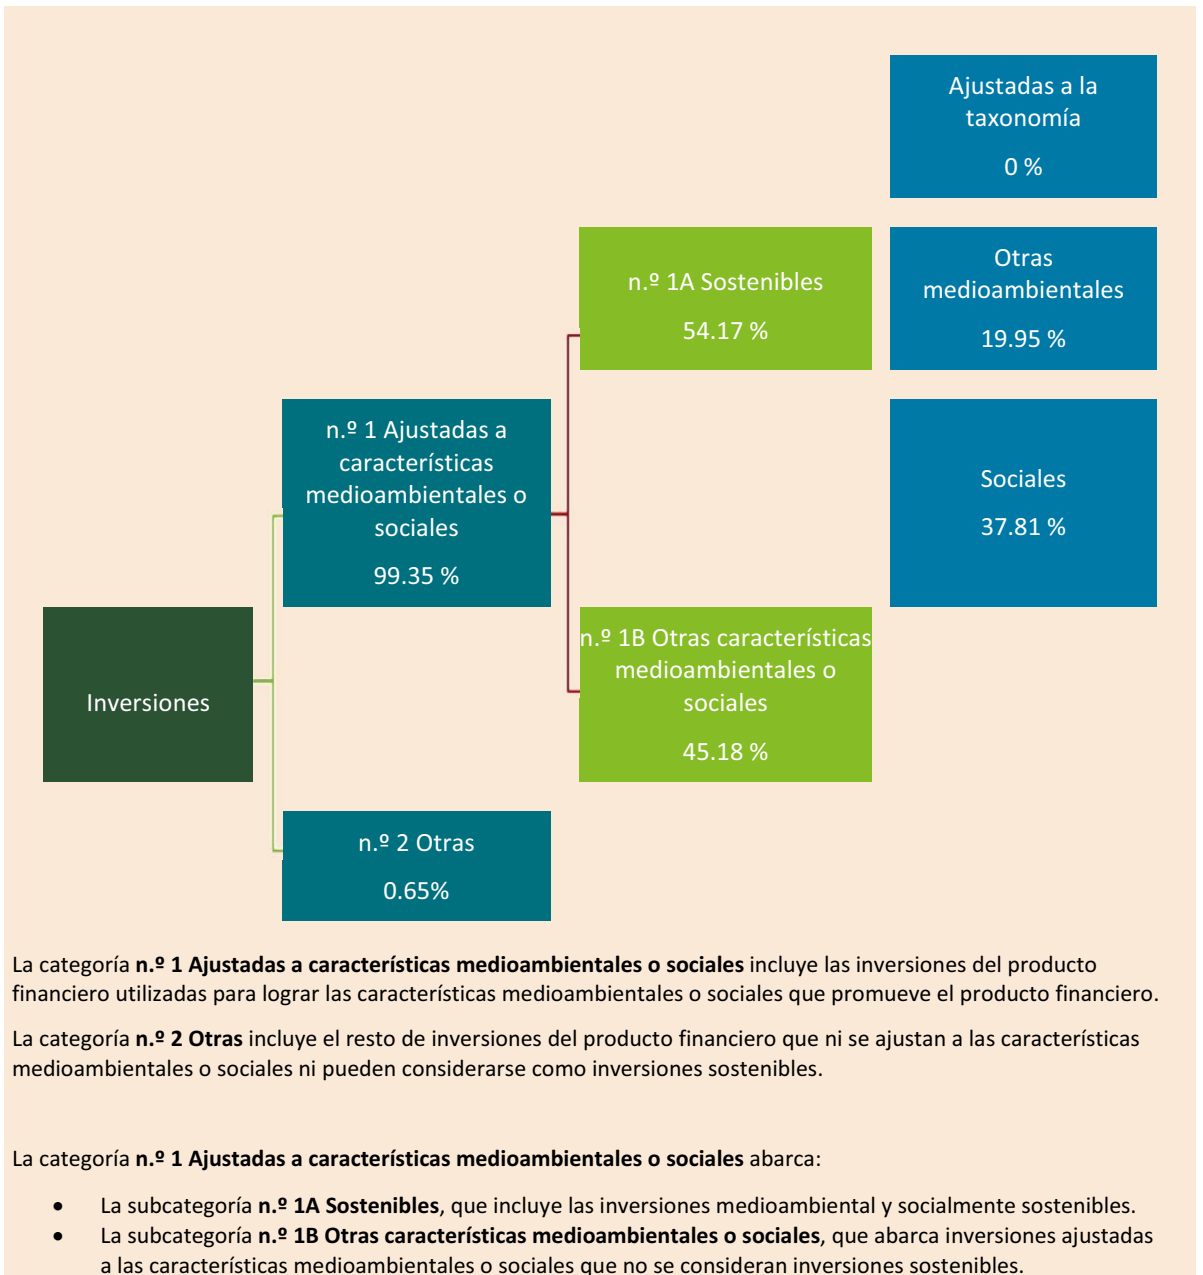 Ajustadas a la
taxonomía
0 %
n.º 1A Sostenibles
54.17 %
Otras
medioambientales
19.95 %
n.º 1 Ajustadas a
características
medioambientales o
sociales
99.35 %
Sociales
37.81 %
Inversiones
n.º 1B Otras características
medioambientales o
sociales
45.18 %
n.º 2 Otras
0.65%
La categoría n.º 1 Ajustadas a características medioambientales o sociales incluye las inversiones del producto
financiero utilizadas para lograr las características medioambientales o sociales que promueve el producto financiero.
La categoría n.º 2 Otras incluye el resto de inversiones del producto financiero que ni se ajustan a las características
medioambientales o sociales ni pueden considerarse como inversiones sostenibles.
La categoría n.º 1 Ajustadas a características medioambientales o sociales abarca:
• La subcategoría n.º 1A Sostenibles, que incluye las inversiones medioambiental y socialmente sostenibles.
• La subcategoría n.º 1B Otras características medioambientales o sociales, que abarca inversiones ajustadas
a las características medioambientales o sociales que no se consideran inversiones sostenibles.